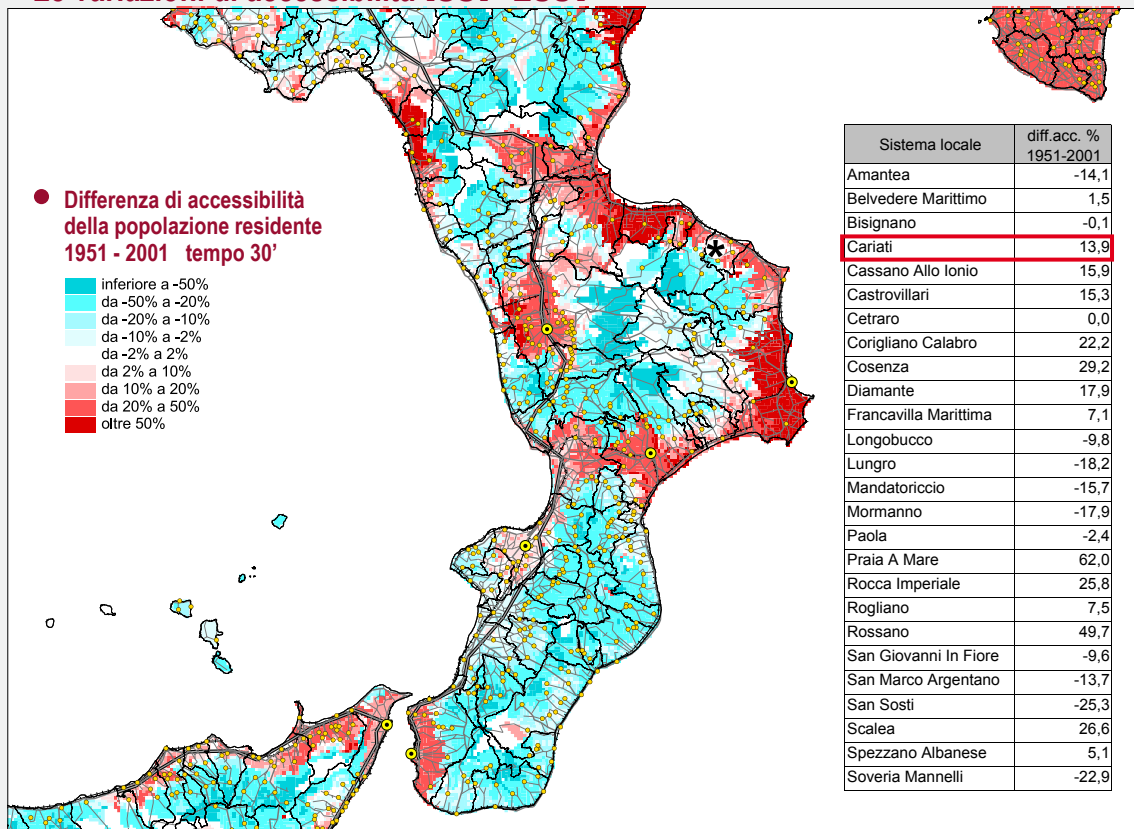 ● Differenza di accessibilità
della popolazione residente
1951 - 2001 tempo 30'
inferiore a -50%
da -50% a -20%
da -20% a -10%
da -10% a -2%
da -2% a 2%
da 2% a 10%
da 10% a 20%
da 20% a 50%
oltre 50%
*
Sistema locale diff.acc. % 1951-2001
Amantea -14,1
Belvedere Marittimo 1,5
Bisignano -0,1
Cariati 13,9
Cassano Allo Ionio 15,9
Castrovillari 15,3
Cetraro 0,0
Corigliano Calabro 22,2
Cosenza 29,2
Diamante 17,9
Francavilla Marittima 7,1
Longobucco -9,8
Lungro -18,2
Mandatoriccio -15,7
Mormanno -17,9
Paola -2,4
Praia A Mare 62,0
Rocca Imperiale 25,8
Rogliano 7,5
Rossano 49,7
San Giovanni In Fiore -9,6
San Marco Argentano -13,7
San Sosti -25,3
Scalea 26,6
Spezzano Albanese 5,1
Soveria Mannelli -22,9